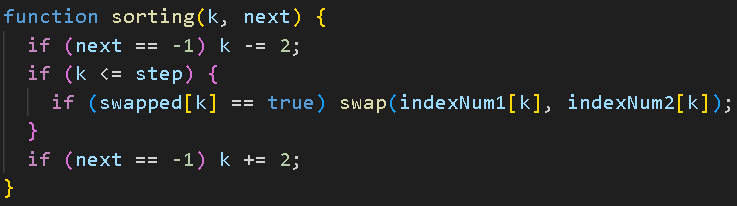 function sorting(k, next) {
if (next == -1) k -= 2;
if (k <= step) {
if (swapped[k] == true) swap(indexNum1[k], indexNum2[k]);
}
if (next == -1) k += 2;
}